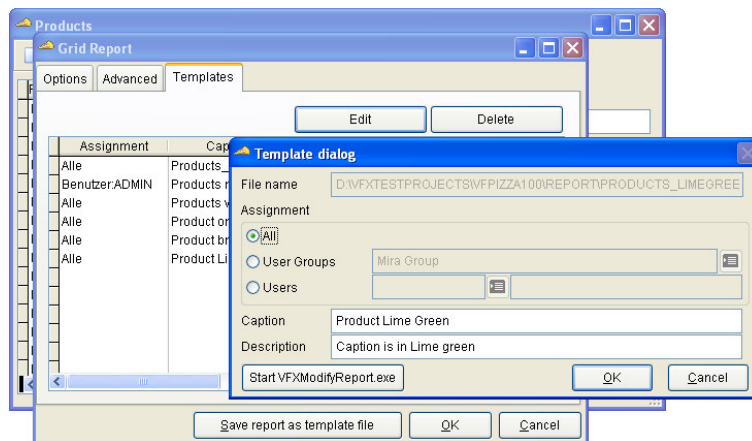 Products
Grid Report
Options Advanced Templates
Edit Delete
Assignment Cap
Alle Products_
Benutzer:ADMIN Products r
Alle Products v
Alle Product or
Alle Product br
Alle Product Li
Template dialog
File name D:\VFXTESTPROJECTS\VFPIZZA100\REPORT\PRODUCTS_LIMEGREE
Assignment
All
User Groups Mira Group
Users
Caption Product Lime Green
Description Caption is in Lime green
Start VFXModifyReport.exe OK Cancel
Save report as template file OK Cancel